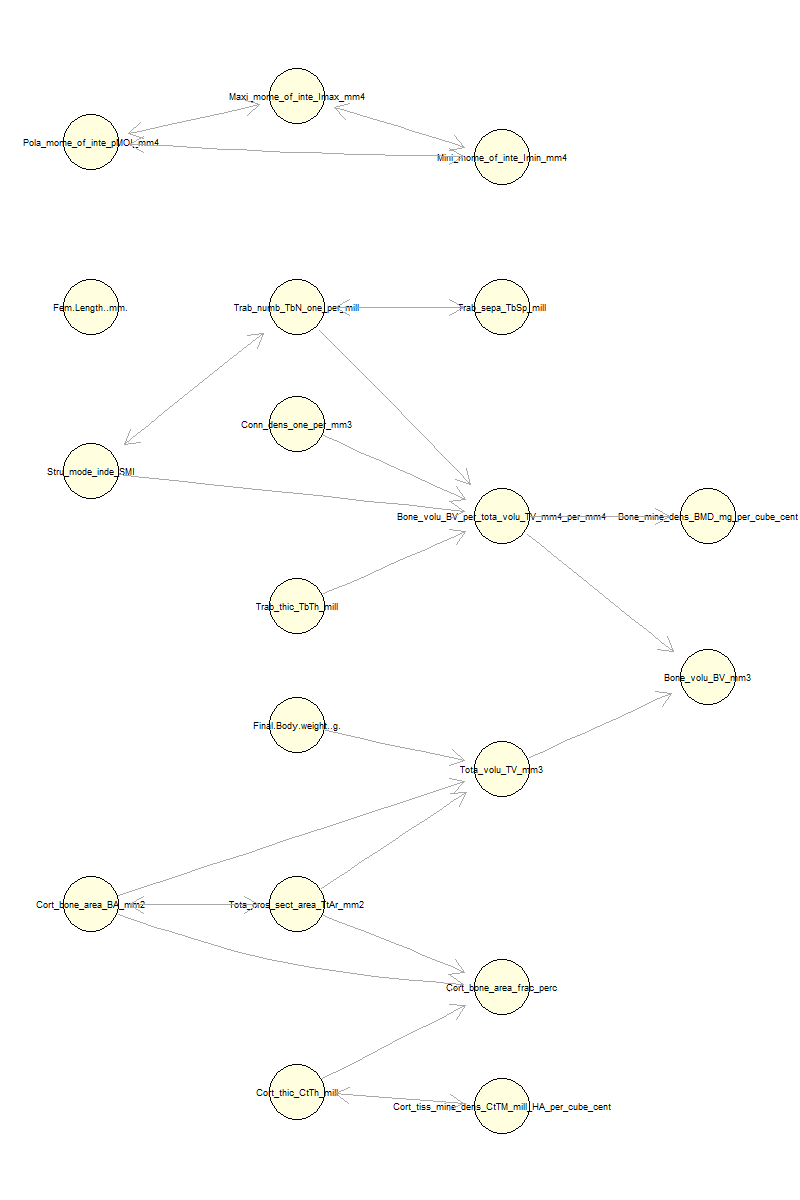 Maxi_mome_of_inte_Imax_mm4
Pola_mome_of_inte_pMOI_mm4
Mini_mome_of_inte_Imin_mm4
Fem.Length..mm.
Trab_numb_TbN_one_per_mill
Trab_sepa_TbSp_mill
Conn_dens_one_per_mm3
Stru_mode_inde_SMI
Bone_volu_BV_per_tota_volu_TV_mm4_per_mm4
Bone_mine_dens_BMD_mg_per_cube_cent
Trab_thic_TbTh_mill
Bone_volu_BV_mm3
Final.Body.weight..g.
Tota_volu_TV_mm3
Cort_bone_area_BA_mm2
Tota_cros_sect_area_TtAr_mm2
Cort_bone_area_frac_perc
Cort_thic_CtTh_mill
Cort_tiss_mine_dens_CtTM_mill_HA_per_cube_cent